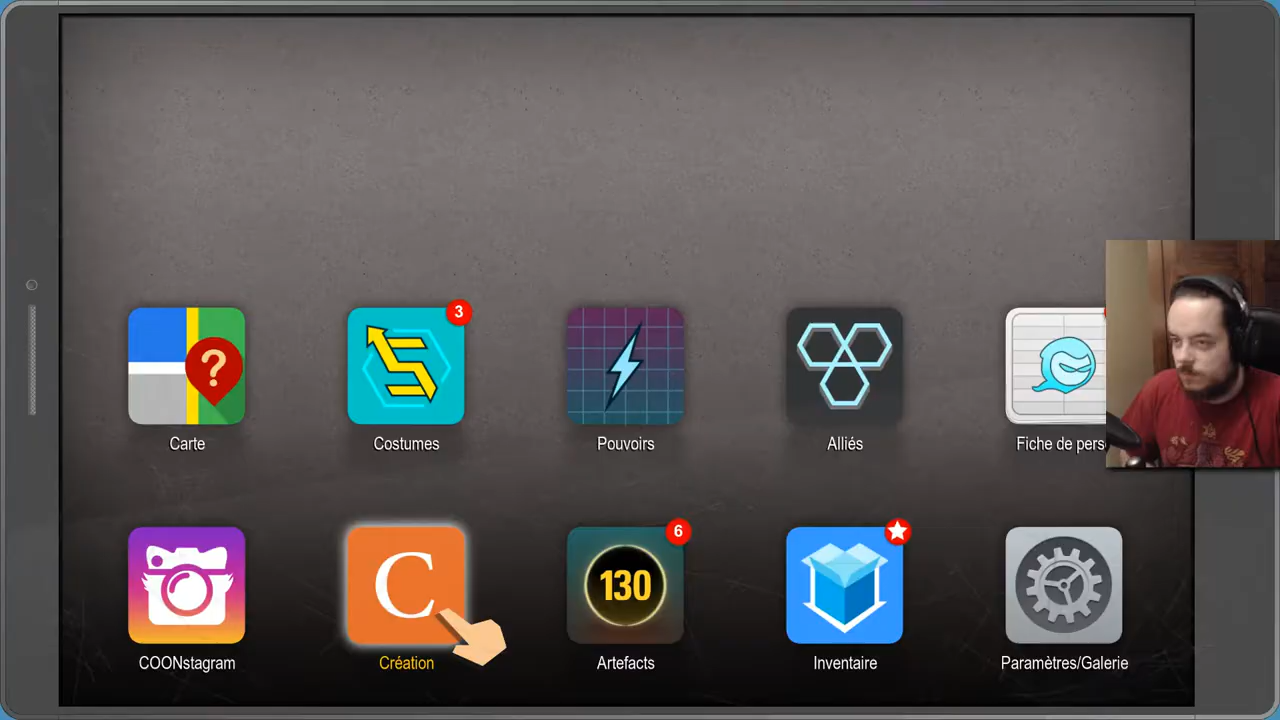 3
?
Carte
Costumes
Pouvoirs
Alliés
Fiche de pers
C
6
130
COONstagram
Création
Artefacts
Inventaire
Paramètres/Galerie